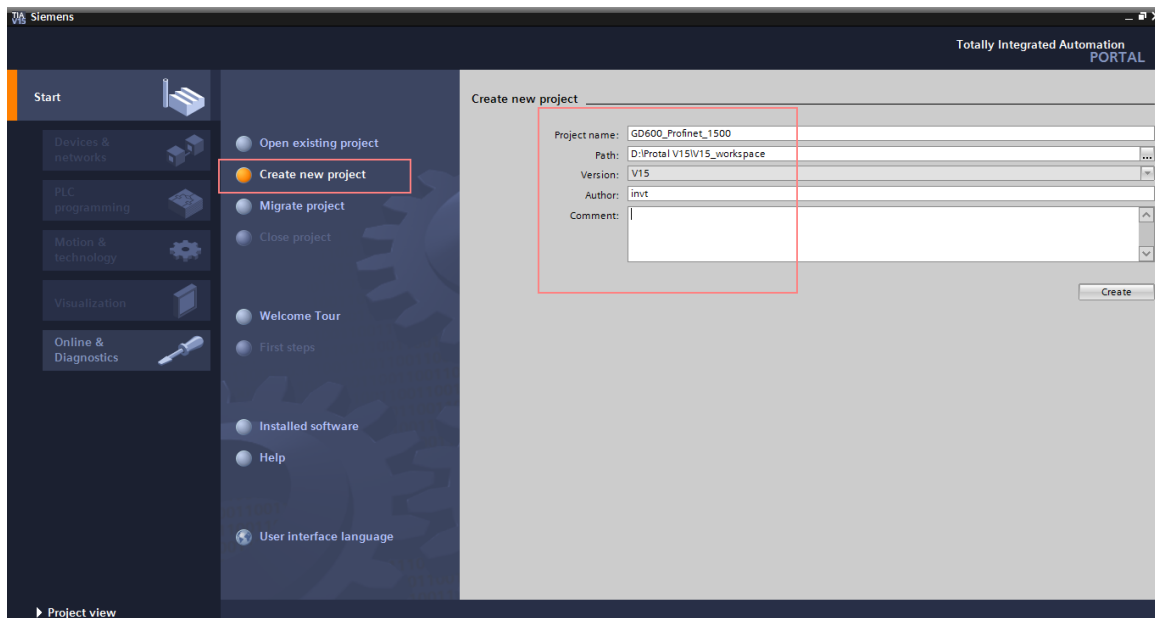 TIA V15 Siemens
Totally Integrated Automation
PORTAL
Start
Devices &
networks
PLC
programming
Motion &
technology
Visualization
Online &
Diagnostics
Open existing project
Create new project
Migrate project
Close project
Welcome Tour
First steps
Installed software
Help
User interface language
Create new project
Project name: GD600_Profinet_1500
Path: D:\Protal V15\V15_workspace
...
Version: V15
Author: invt
Comment:
Create
Project view